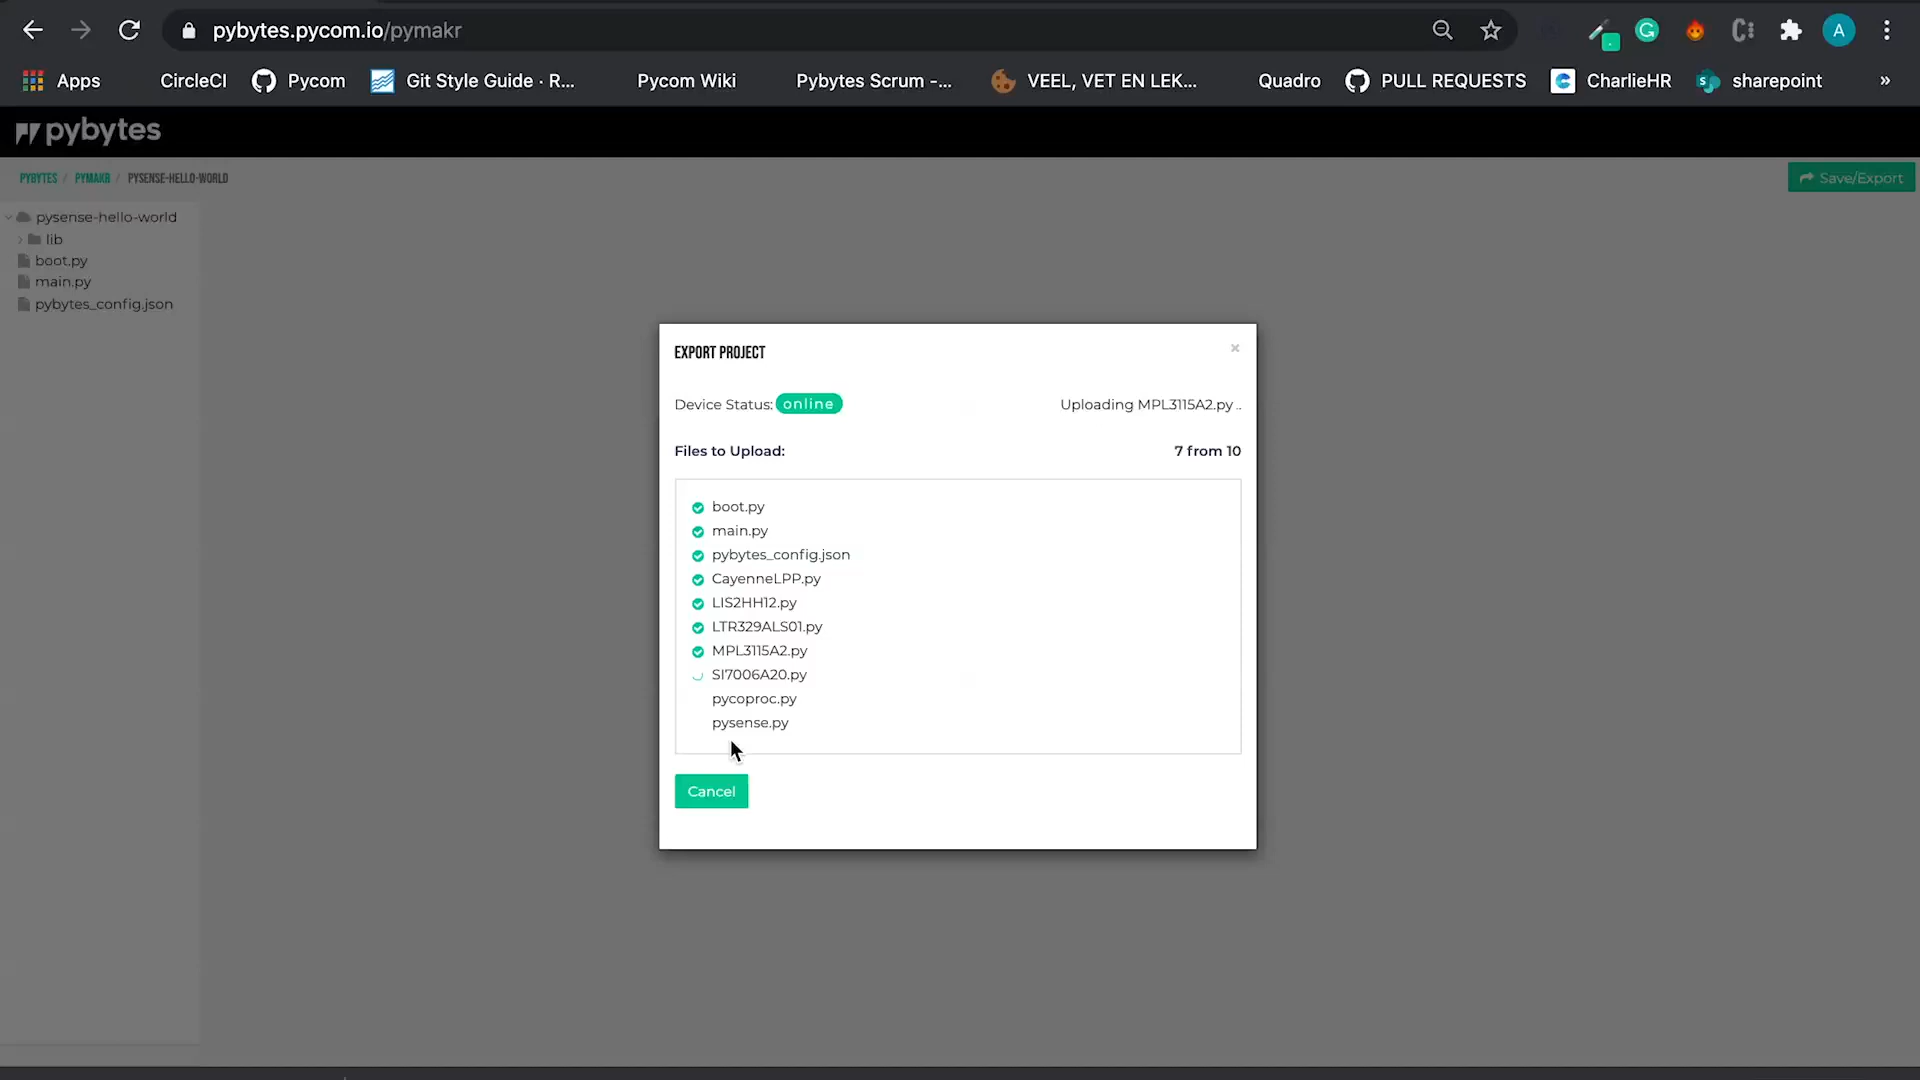 pybytes.pycom.io/pymakr
A
Apps
CircleCI
Pycom
Git Style Guide · R...
Pycom Wiki
Pybytes Scrum -...
VEEL, VET EN LEK...
Quadro
PULL REQUESTS
CharlieHR
sharepoint
»
pybytes
PYBYTES / PYMAKR / PYSENSE-HELLO-WORLD
Save/Export
pysense-hello-world
lib
boot.py
main.py
pybytes_config.json
EXPORT PROJECT
×
Device Status: online
Uploading MPL3115A2.py ..
Files to Upload:
7 from 10
boot.py
main.py
pybytes_config.json
CayenneLPP.py
LIS2HH12.py
LTR329ALS01.py
MPL3115A2.py
SI7006A20.py
pycoproc.py
pysense.py
Cancel